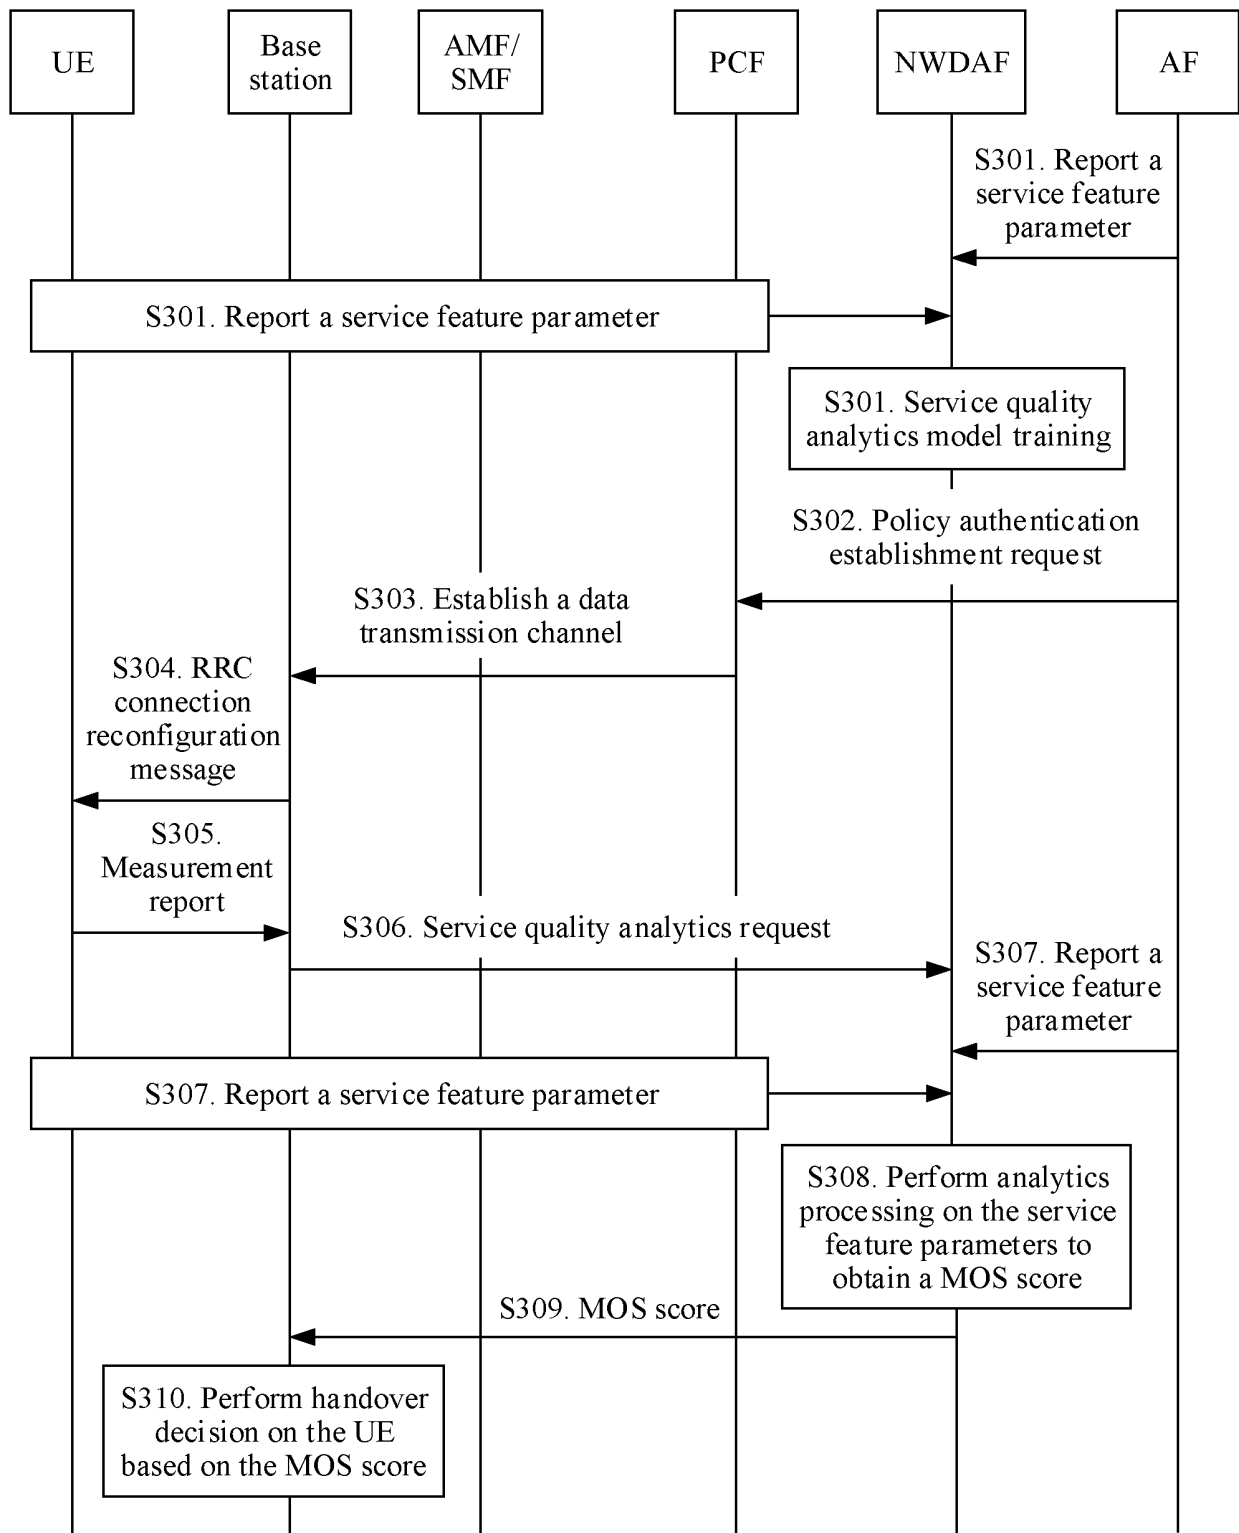 UE
Base
station
AMF/
SMF
PCF
NWDAF
AF
S301. Report a
service feature
parameter
S301. Report a service feature parameter
S301. Service quality
analytics model training
S302. Policy authentication
establishment request
S303. Establish a data
transmission channel
S304. RRC
connection
reconfiguration
message
S305.
Measurement
report
S306. Service quality analytics request
S307. Report a
service feature
parameter
S307. Report a service feature parameter
S308. Perform analytics
processing on the service
feature parameters to
obtain a MOS score
S309. MOS score
S310. Perform handover
decision on the UE
based on the MOS score